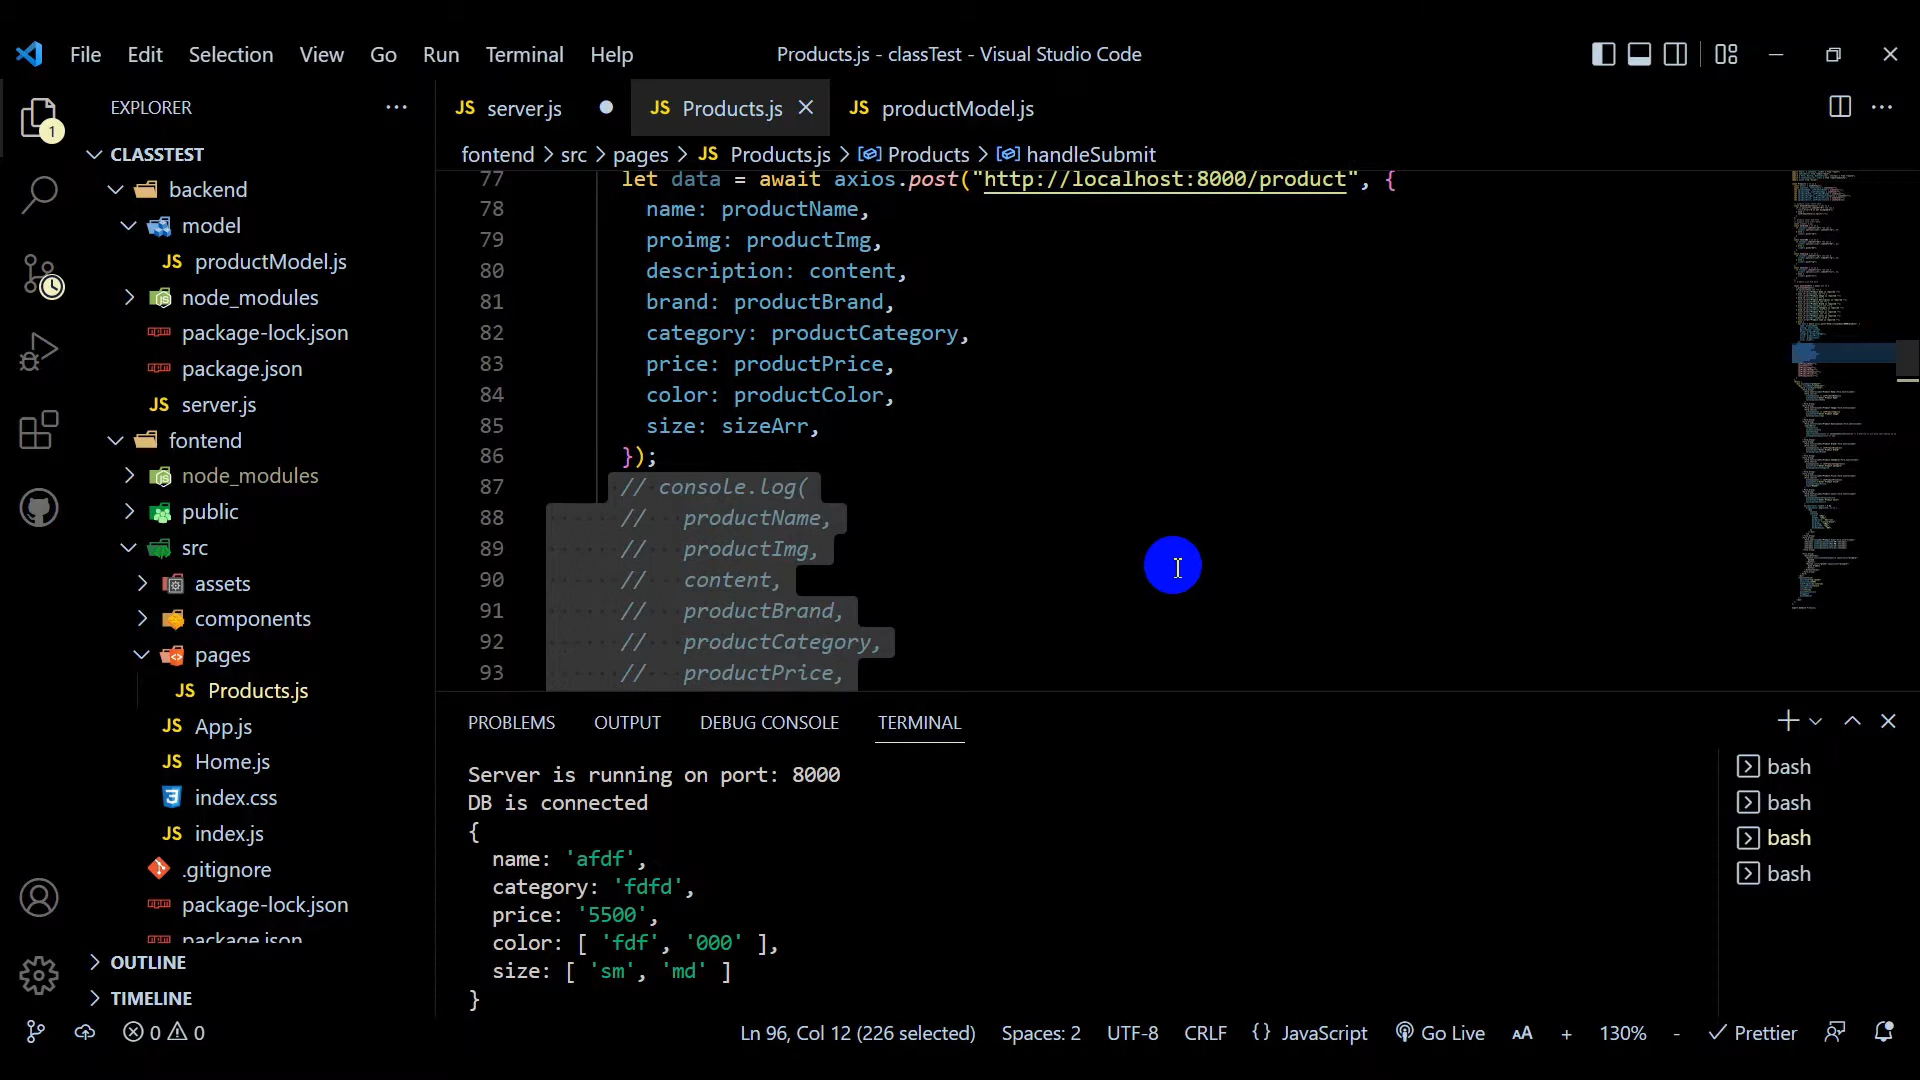 File Edit Selection View Go Run Terminal Help
Products.js - classTest - Visual Studio Code
1
EXPLORER
CLASSTEST
backend
model
JS productModel.js
node_modules
package-lock.json
package.json
JS server.js
fontend
node_modules
public
src
assets
components
pages
JS Products.js
JS App.js
JS Home.js
index.css
JS index.js
.gitignore
package-lock.json
package.json
OUTLINE
TIMELINE
JS server.js
JS Products.js
JS productModel.js
fontend > src > pages > JS Products.js > Products > handleSubmit
77 let data = await axios.post("http://localhost:8000/product", {
78 name: productName,
79 proimg: productImg,
80 description: content,
81 brand: productBrand,
82 category: productCategory,
83 price: productPrice,
84 color: productColor,
85 size: sizeArr,
86 });
87 // console.log(
88 // productName,
89 // productImg,
90 // content,
91 // productBrand,
92 // productCategory,
93 // productPrice,
PROBLEMS OUTPUT DEBUG CONSOLE TERMINAL
Server is running on port: 8000
DB is connected
{
name: 'afdf',
category: 'fdfd',
price: '5500',
color: [ 'fdf', '000' ],
size: [ 'sm', 'md' ]
}
bash
bash
bash
bash
0 0
Ln 96, Col 12 (226 selected) Spaces: 2 UTF-8 CRLF {} JavaScript Go Live AA + 130% - Prettier